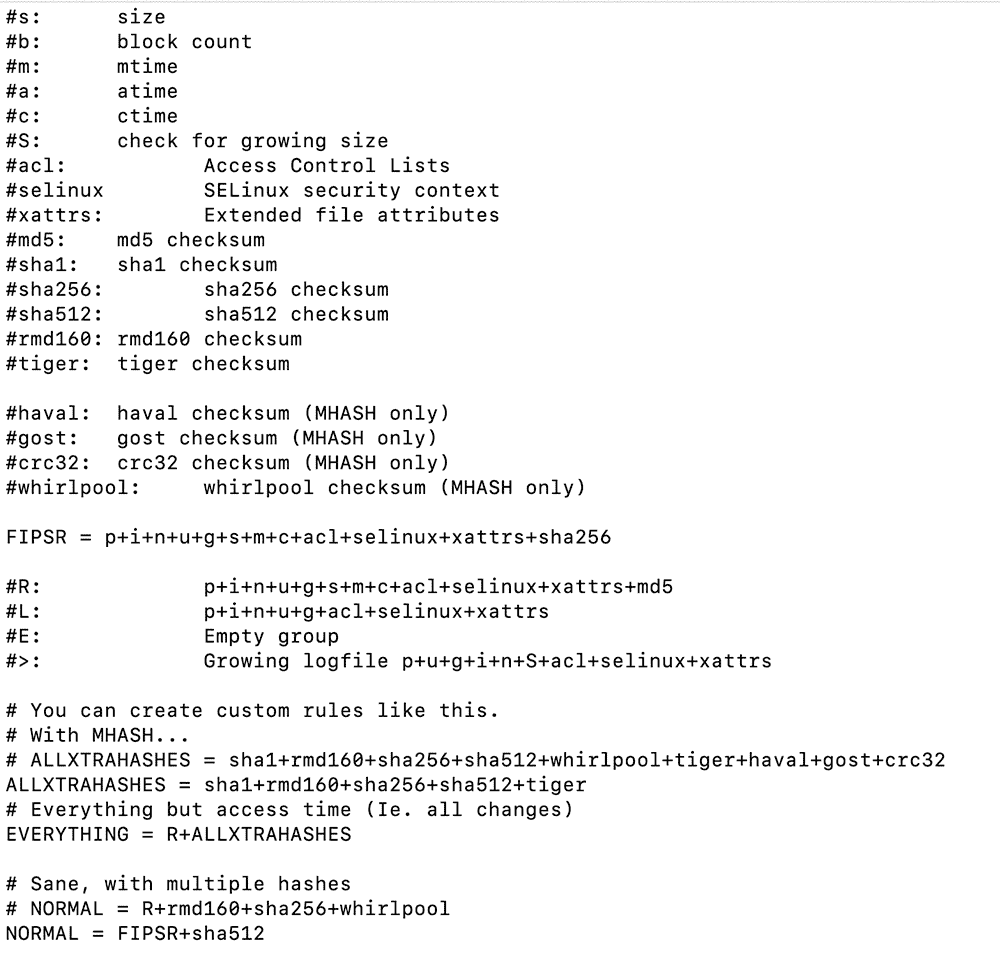 #s: size
#b: block count
#m: mtime
#a: atime
#c: ctime
#S: check for growing size
#acl: Access Control Lists
#selinux SELinux security context
#xattrs: Extended file attributes
#md5: md5 checksum
#sha1: sha1 checksum
#sha256: sha256 checksum
#sha512: sha512 checksum
#rmd160: rmd160 checksum
#tiger: tiger checksum
#haval: haval checksum (MHASH only)
#gost: gost checksum (MHASH only)
#crc32: crc32 checksum (MHASH only)
#whirlpool: whirlpool checksum (MHASH only)
FIPSR = p+i+n+u+g+s+m+c+acl+selinux+xattrs+sha256
#R: p+i+n+u+g+s+m+c+acl+selinux+xattrs+md5
#L: p+i+n+u+g+acl+selinux+xattrs
#E: Empty group
#>: Growing logfile p+u+g+i+n+S+acl+selinux+xattrs
# You can create custom rules like this.
# With MHASH...
# ALLXTRAHASHES = sha1+rmd160+sha256+sha512+whirlpool+tiger+haval+gost+crc32
ALLXTRAHASHES = sha1+rmd160+sha256+sha512+tiger
# Everything but access time (Ie. all changes)
EVERYTHING = R+ALLXTRAHASHES
# Sane, with multiple hashes
# NORMAL = R+rmd160+sha256+whirlpool
NORMAL = FIPSR+sha512